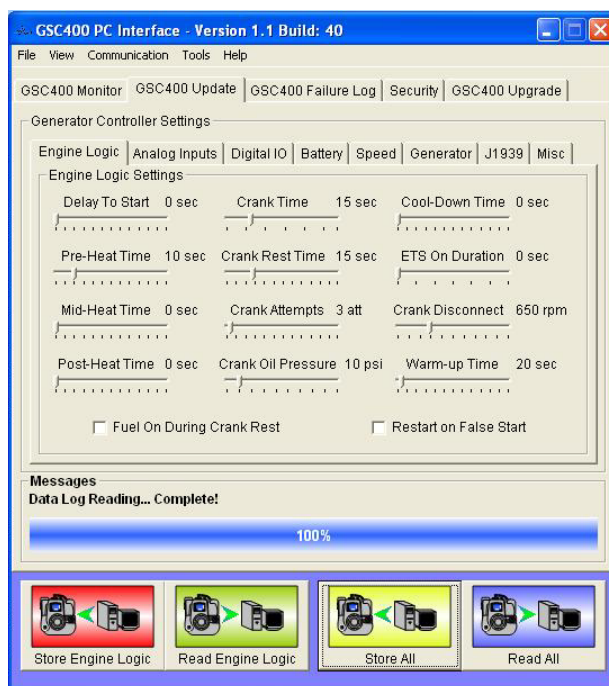 GSC400 PC Interface - Version 1.1 Build: 40
File View Communication Tools Help
GSC400 Monitor GSC400 Update GSC400 Failure Log Security GSC400 Upgrade
Generator Controller Settings
Engine Logic Analog Inputs Digital IO Battery Speed Generator J1939 Misc
Engine Logic Settings
Delay To Start 0 sec Crank Time 15 sec Cool-Down Time 0 sec
Pre-Heat Time 10 sec Crank Rest Time 15 sec ETS On Duration 0 sec
Mid-Heat Time 0 sec Crank Attempts 3 att Crank Disconnect 650 rpm
Post-Heat Time 0 sec Crank Oil Pressure 10 psi Warm-up Time 20 sec
Fuel On During Crank Rest Restart on False Start
Messages
Data Log Reading... Complete!
100%
Store Engine Logic Read Engine Logic Store All Read All